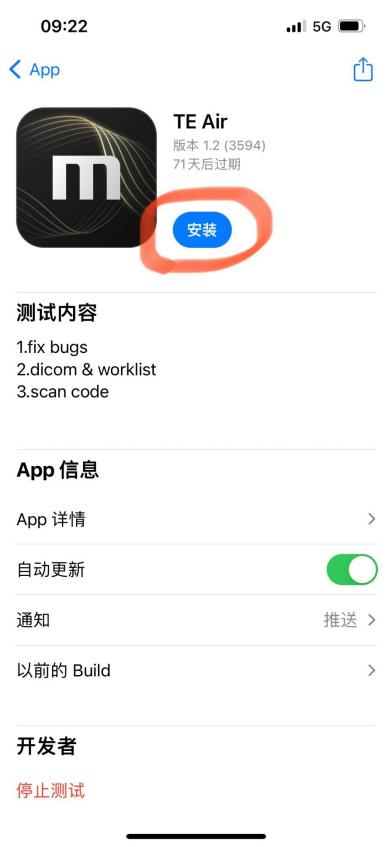 09:22
5G
App
m
TE Air
版本 1.2 (3594)
71天后过期
安装
测试内容
1.fix bugs
2.dicom & worklist
3.scan code
App 信息
App 详情
自动更新
通知 推送
以前的 Build
开发者
停止测试